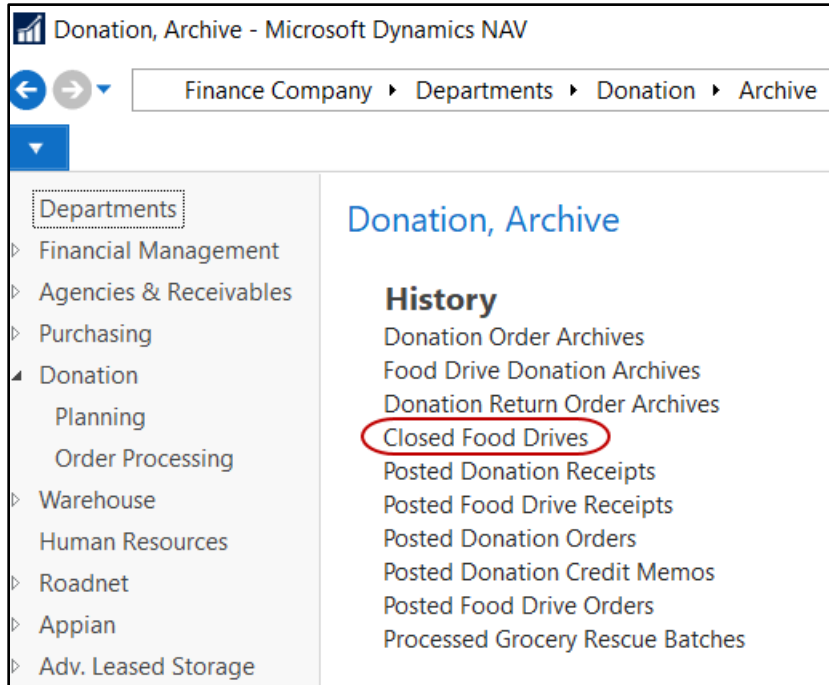 Donation, Archive - Microsoft Dynamics NAV
Finance Company Departments Donation Archive
Departments
Financial Management
Agencies & Receivables
Purchasing
Donation
Planning
Order Processing
Warehouse
Human Resources
Roadnet
Appian
Adv. Leased Storage
Donation, Archive
History
Donation Order Archives
Food Drive Donation Archives
Donation Return Order Archives
Closed Food Drives
Posted Donation Receipts
Posted Food Drive Receipts
Posted Donation Orders
Posted Donation Credit Memos
Posted Food Drive Orders
Processed Grocery Rescue Batches